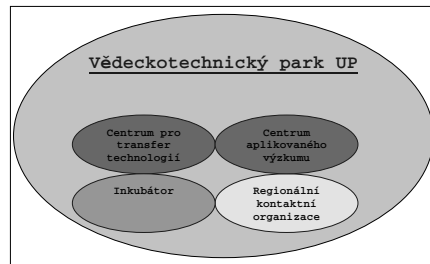 Vědeckotechnický park UP
Centrum pro
transfer
technologií
Centrum
aplikovaného
výzkumu
Inkubátor
Regionální
kontaktní
organizace